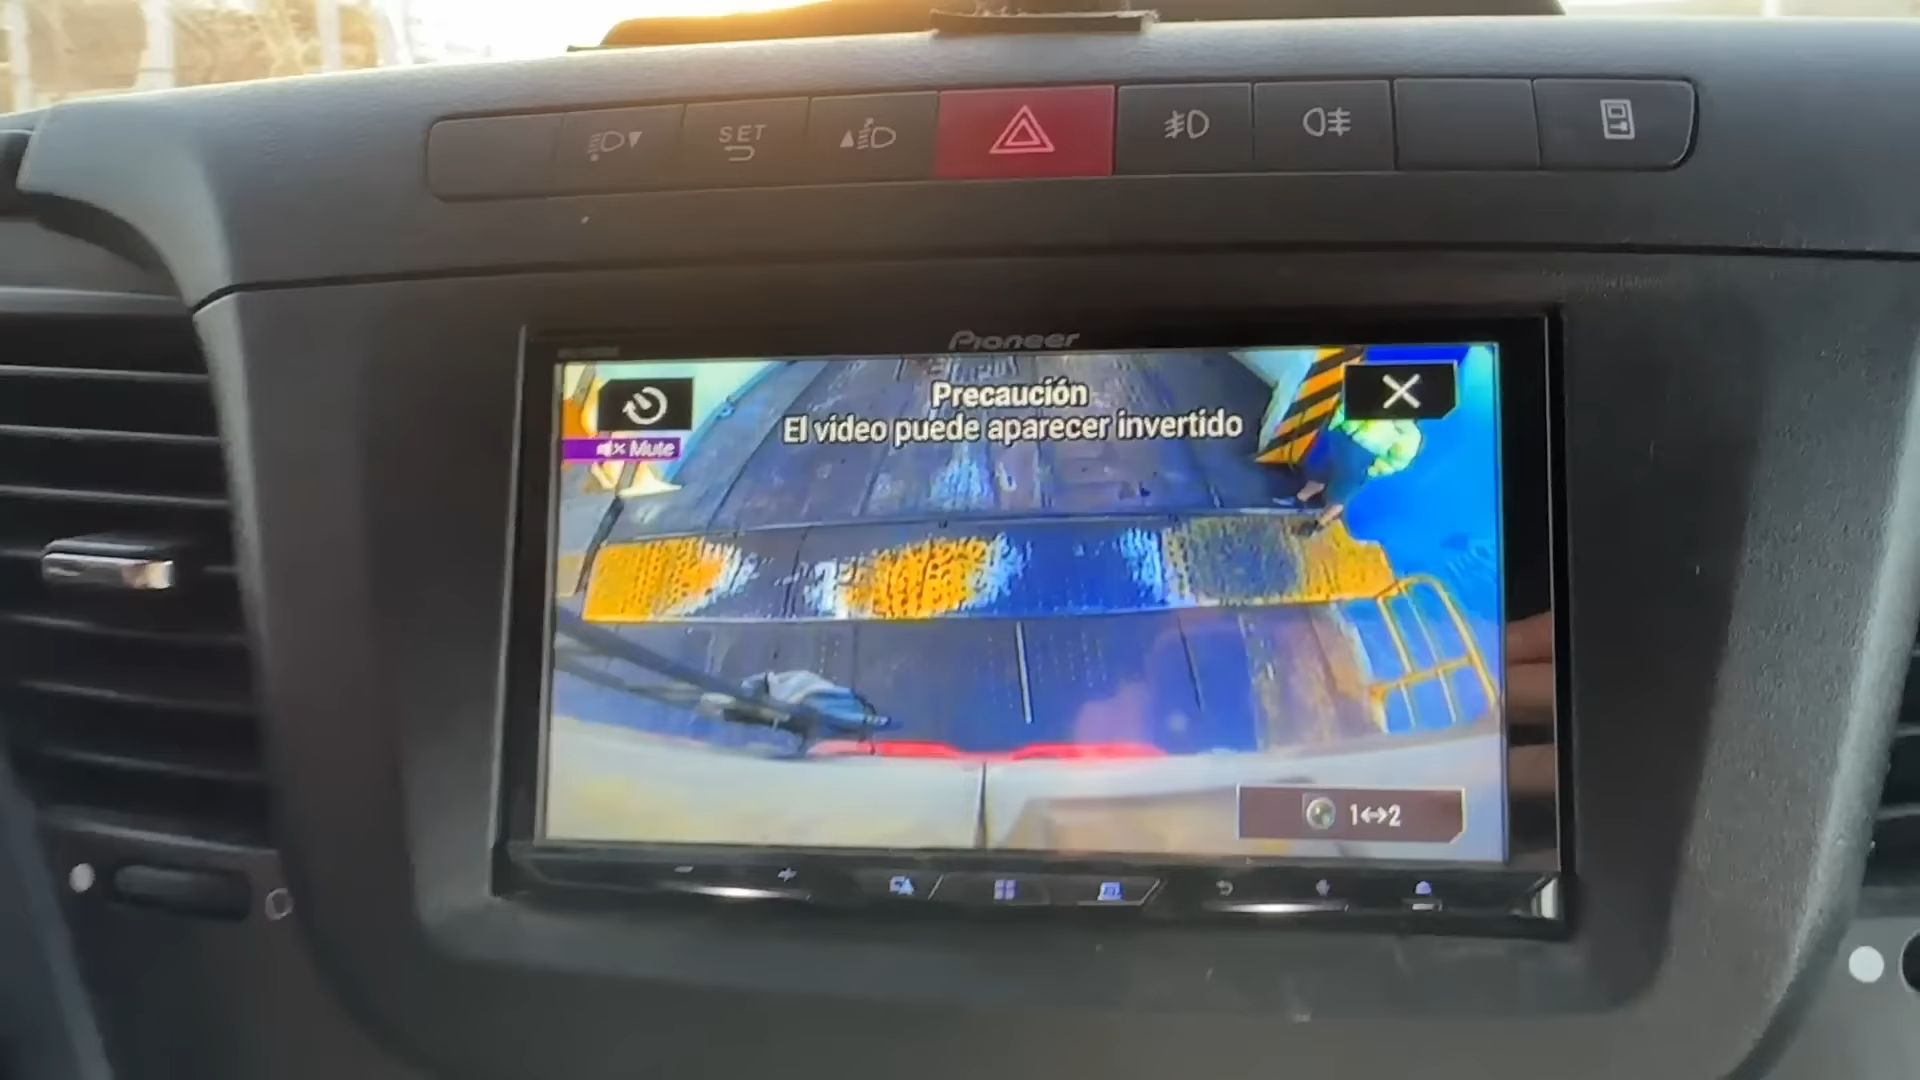 SET
Pioneer
Precaución
El video puede aparecer invertido
Mute
1↔2